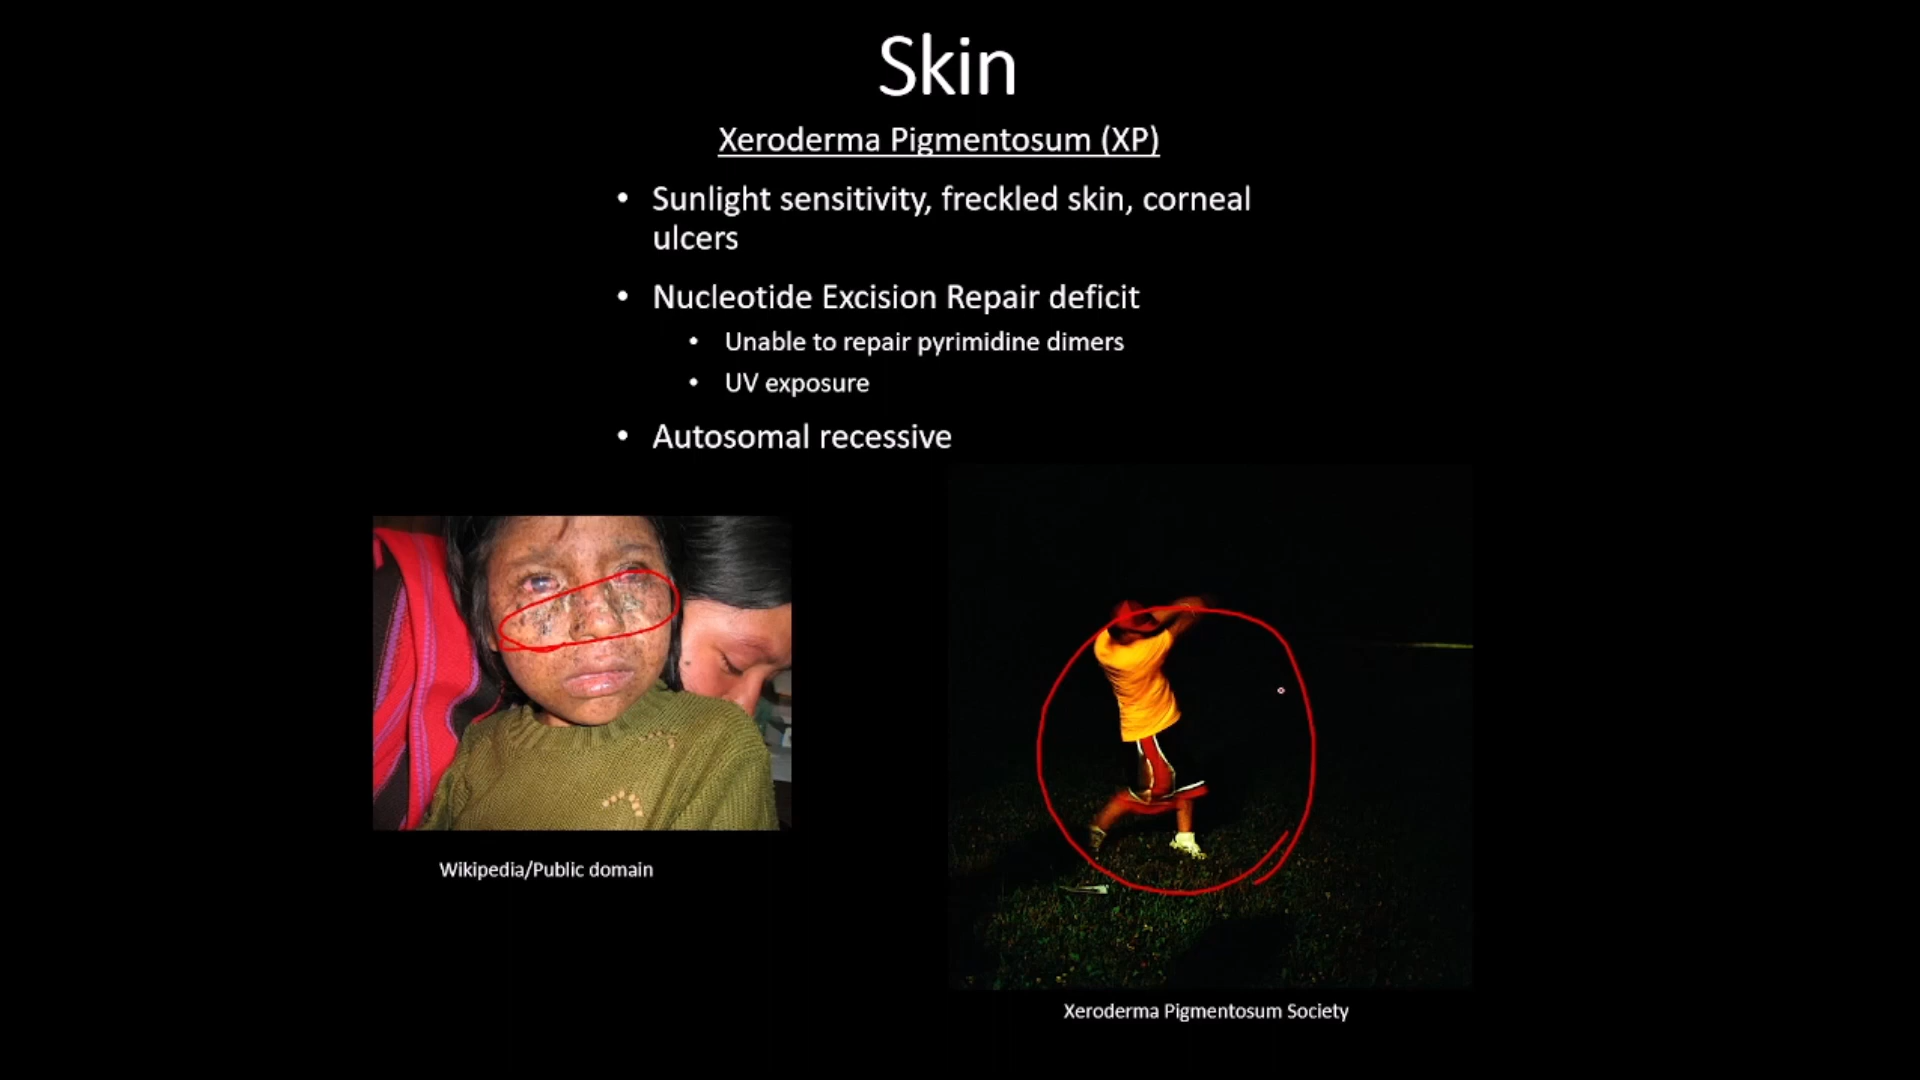 Skin
Xeroderma Pigmentosum (XP)
• Sunlight sensitivity, freckled skin, corneal
ulcers
• Nucleotide Excision Repair deficit
• Unable to repair pyrimidine dimers
• UV exposure
• Autosomal recessive
Wikipedia/Public domain
Xeroderma Pigmentosum Society